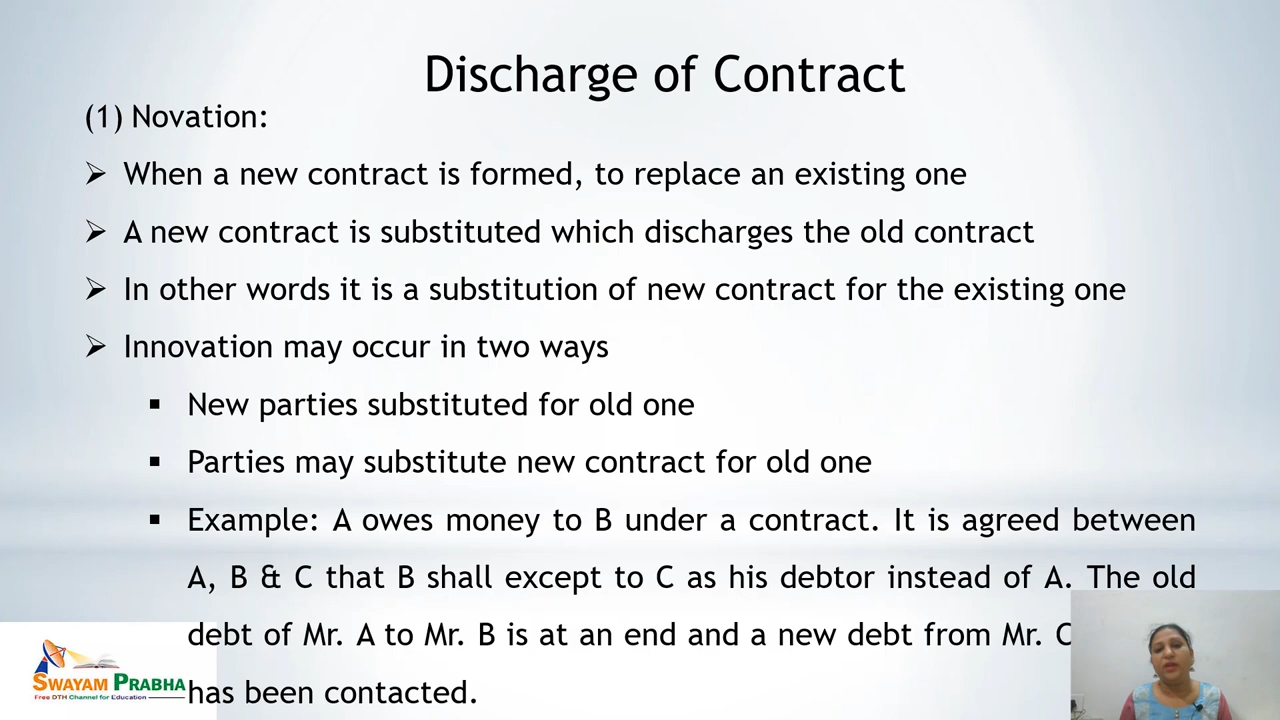 Discharge of Contract
(1) Novation:
➢ When a new contract is formed, to replace an existing one
➢ A new contract is substituted which discharges the old contract
➢ In other words it is a substitution of new contract for the existing one
➢ Innovation may occur in two ways
▪ New parties substituted for old one
▪ Parties may substitute new contract for old one
▪ Example: A owes money to B under a contract. It is agreed between
A, B & C that B shall except to C as his debtor instead of A. The old
debt of Mr. A to Mr. B is at an end and a new debt from Mr. C
has been contacted.
SWAYAM PRABHA
Free DTH Channel for Education